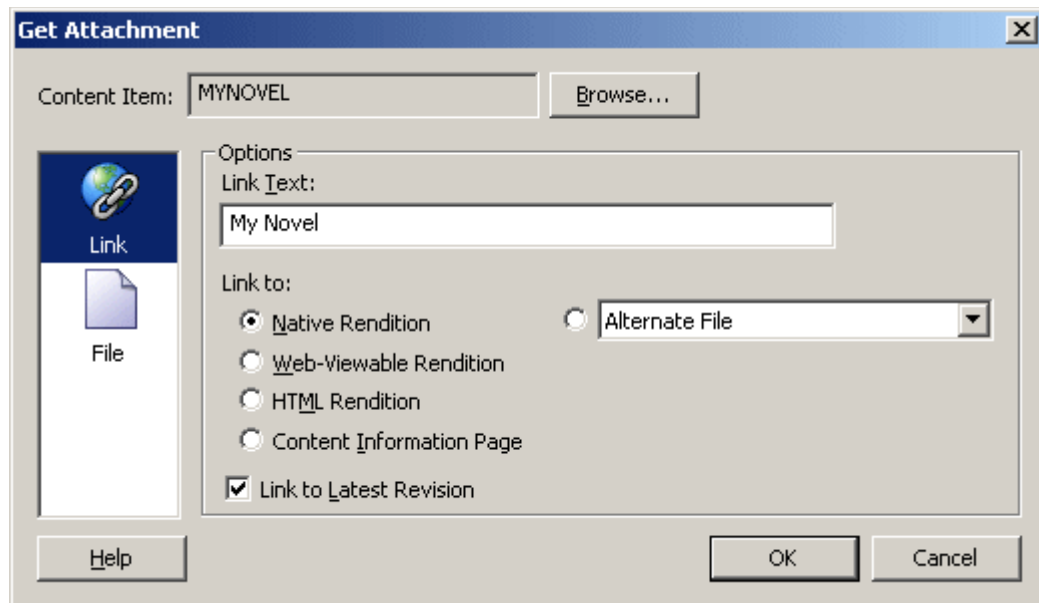 Get Attachment
Content Item: MYNOVEL Browse...
Options
Link Text:
My Novel
Link
Link to:
Native Rendition Alternate File
Web-Viewable Rendition
File
HTML Rendition
Content Information Page
Link to Latest Revision
Help OK Cancel